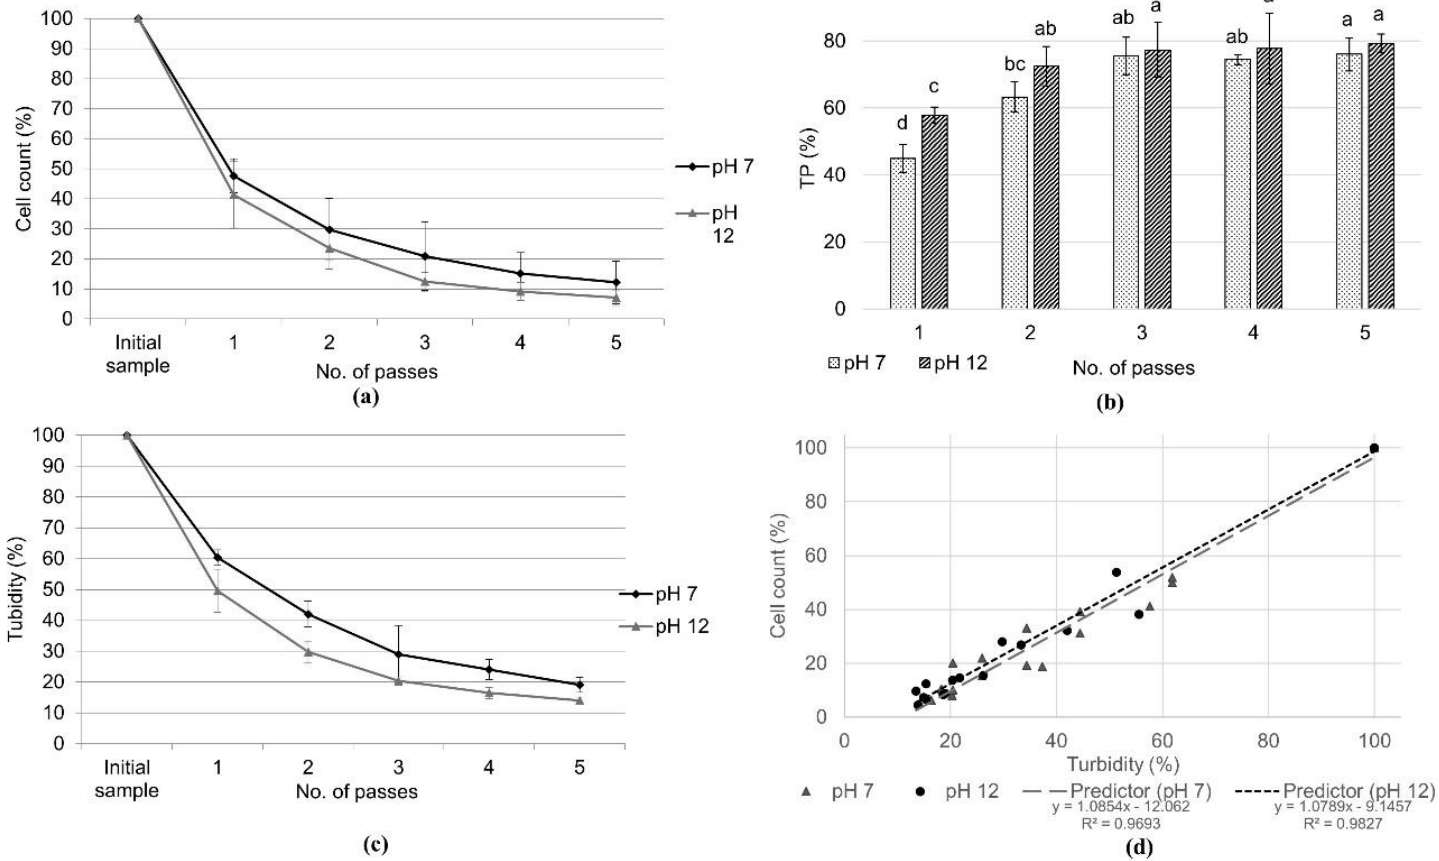 100
90
80
70
60
50
40
30
20
10
0
Cell count (%)
Initial
sample
1
2
3
4
5
No. of passes
pH 7
pH
12
(a)
80
60
40
20
0
TP (%)
d
c
bc
ab
ab
a
ab
a
a
1
2
3
4
5
pH 7
pH 12
No. of passes
(b)
100
90
80
70
60
50
40
30
20
10
0
Tubidity (%)
Initial
sample
1
2
3
4
5
No. of passes
pH 7
pH 12
(c)
100
80
60
40
20
0
Cell count (%)
0
20
40
60
80
100
Turbidity (%)
pH 7
pH 12
Predictor (pH 7)
y = 1.0854x - 12.062
R² = 0.9693
Predictor (pH 12)
y = 1.0789x - 9.1457
R² = 0.9827
(d)